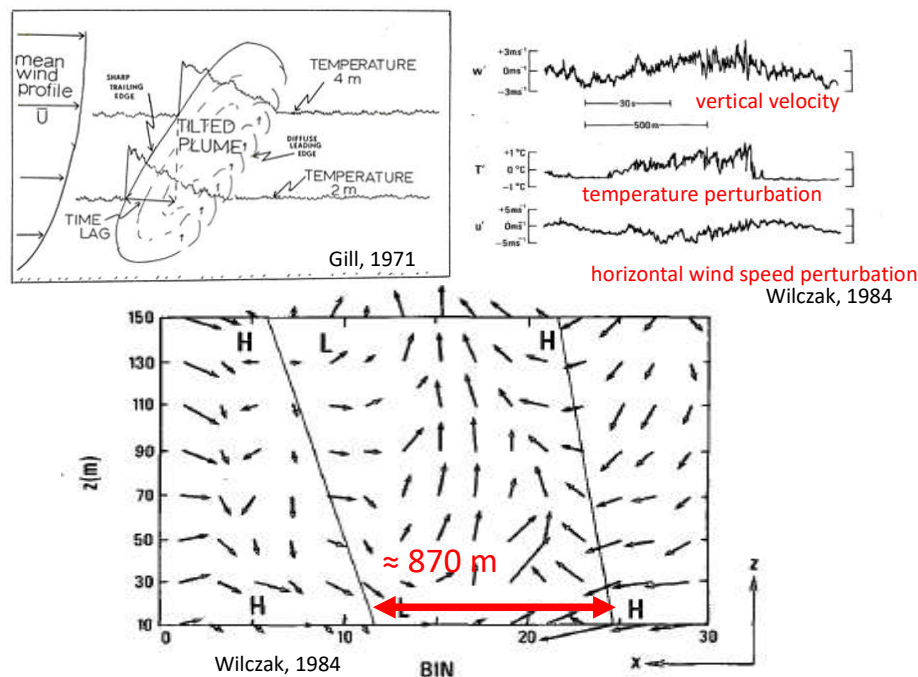 mean
wind
profile
U
SHARP
TRAILING
EDGE
TEMPERATURE
4 m
TILTED
PLUME
DIFFUSE
LEADING
EDGE
TEMPERATURE
2 m
TIME
LAG
Gill, 1971
w'
+3ms⁻¹
0ms⁻¹
-3ms⁻¹
30s
500m
vertical velocity
T'
+1 °C
0 °C
-1 °C
temperature perturbation
u'
+5ms⁻¹
0ms⁻¹
-5ms⁻¹
horizontal wind speed perturbation
Wilczak, 1984
150
130
110
90
70
50
30
10
z(m)
H L H
≈ 870 m
H L H
0 10 20 30
BIN
Wilczak, 1984
z
x